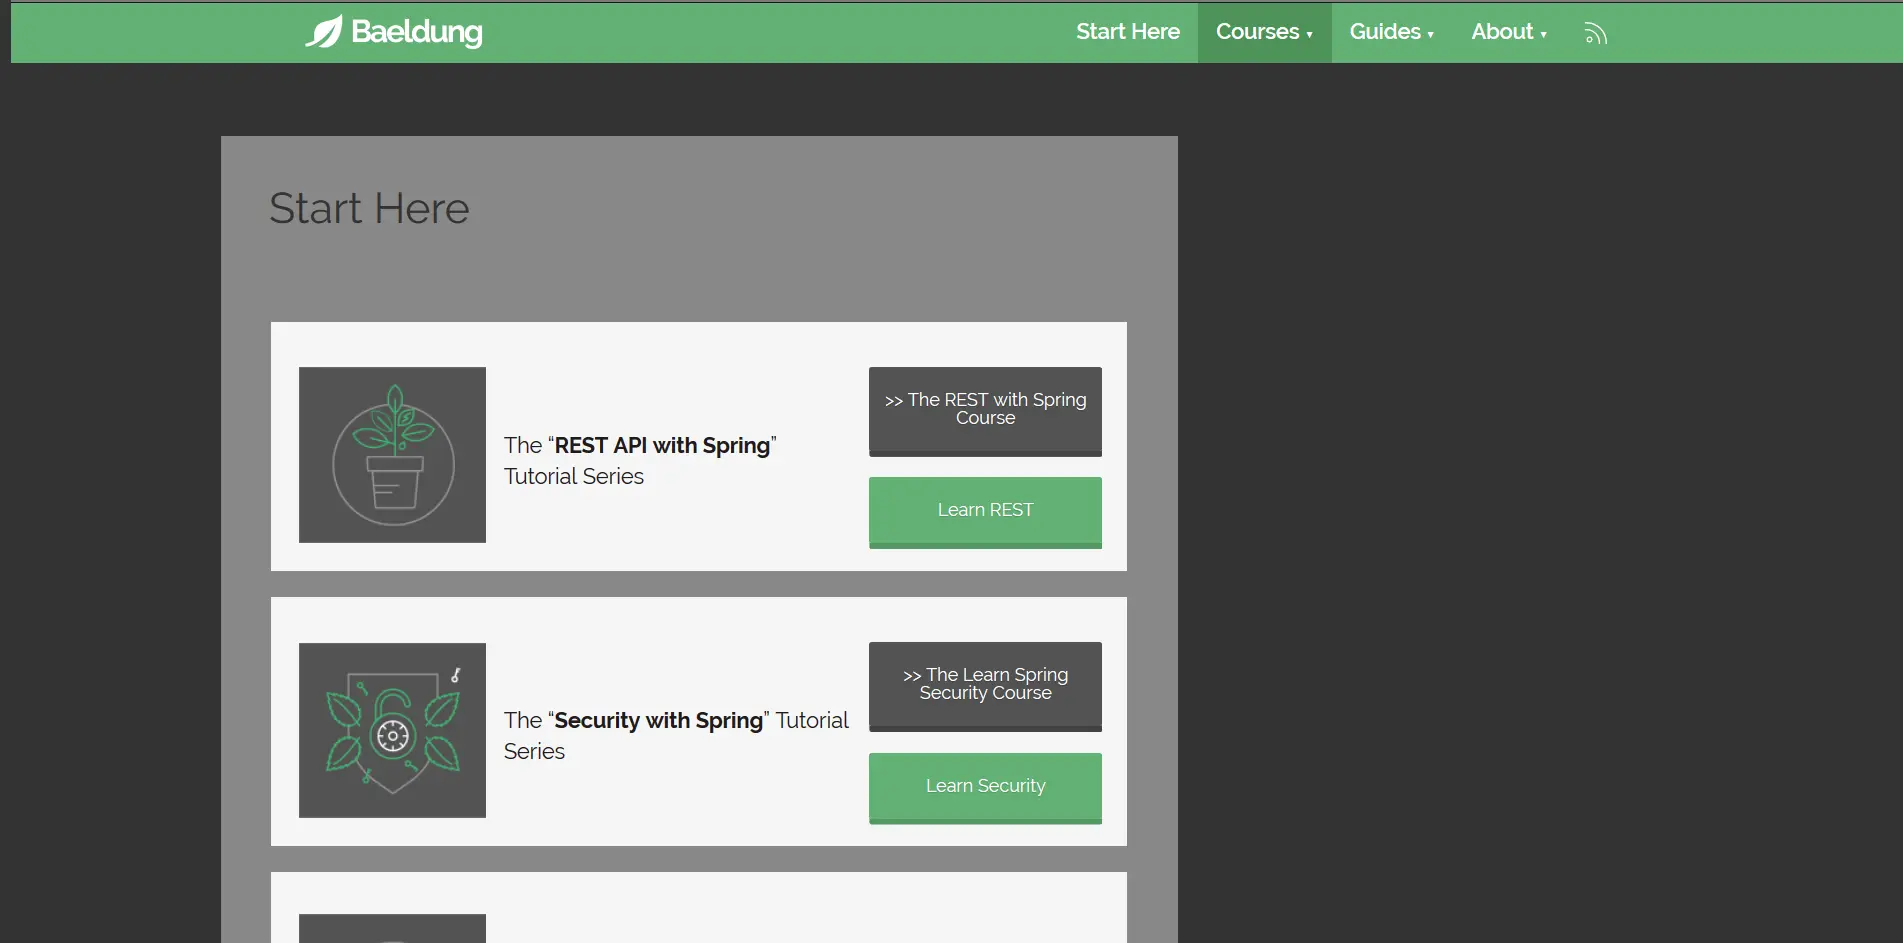 Baeldung
Start Here
Courses ▾
Guides ▾
About ▾
Start Here
The “REST API with Spring”
Tutorial Series
>> The REST with Spring
Course
Learn REST
The “Security with Spring” Tutorial
Series
>> The Learn Spring
Security Course
Learn Security